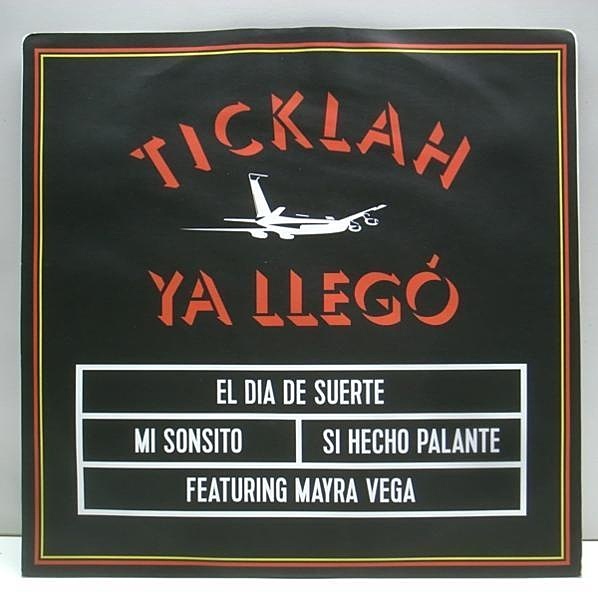 TICKLAH
YA LLEGÓ
EL DIA DE SUERTE
MI SONSITO
SI HECHO PALANTE
FEATURING MAYRA VEGA